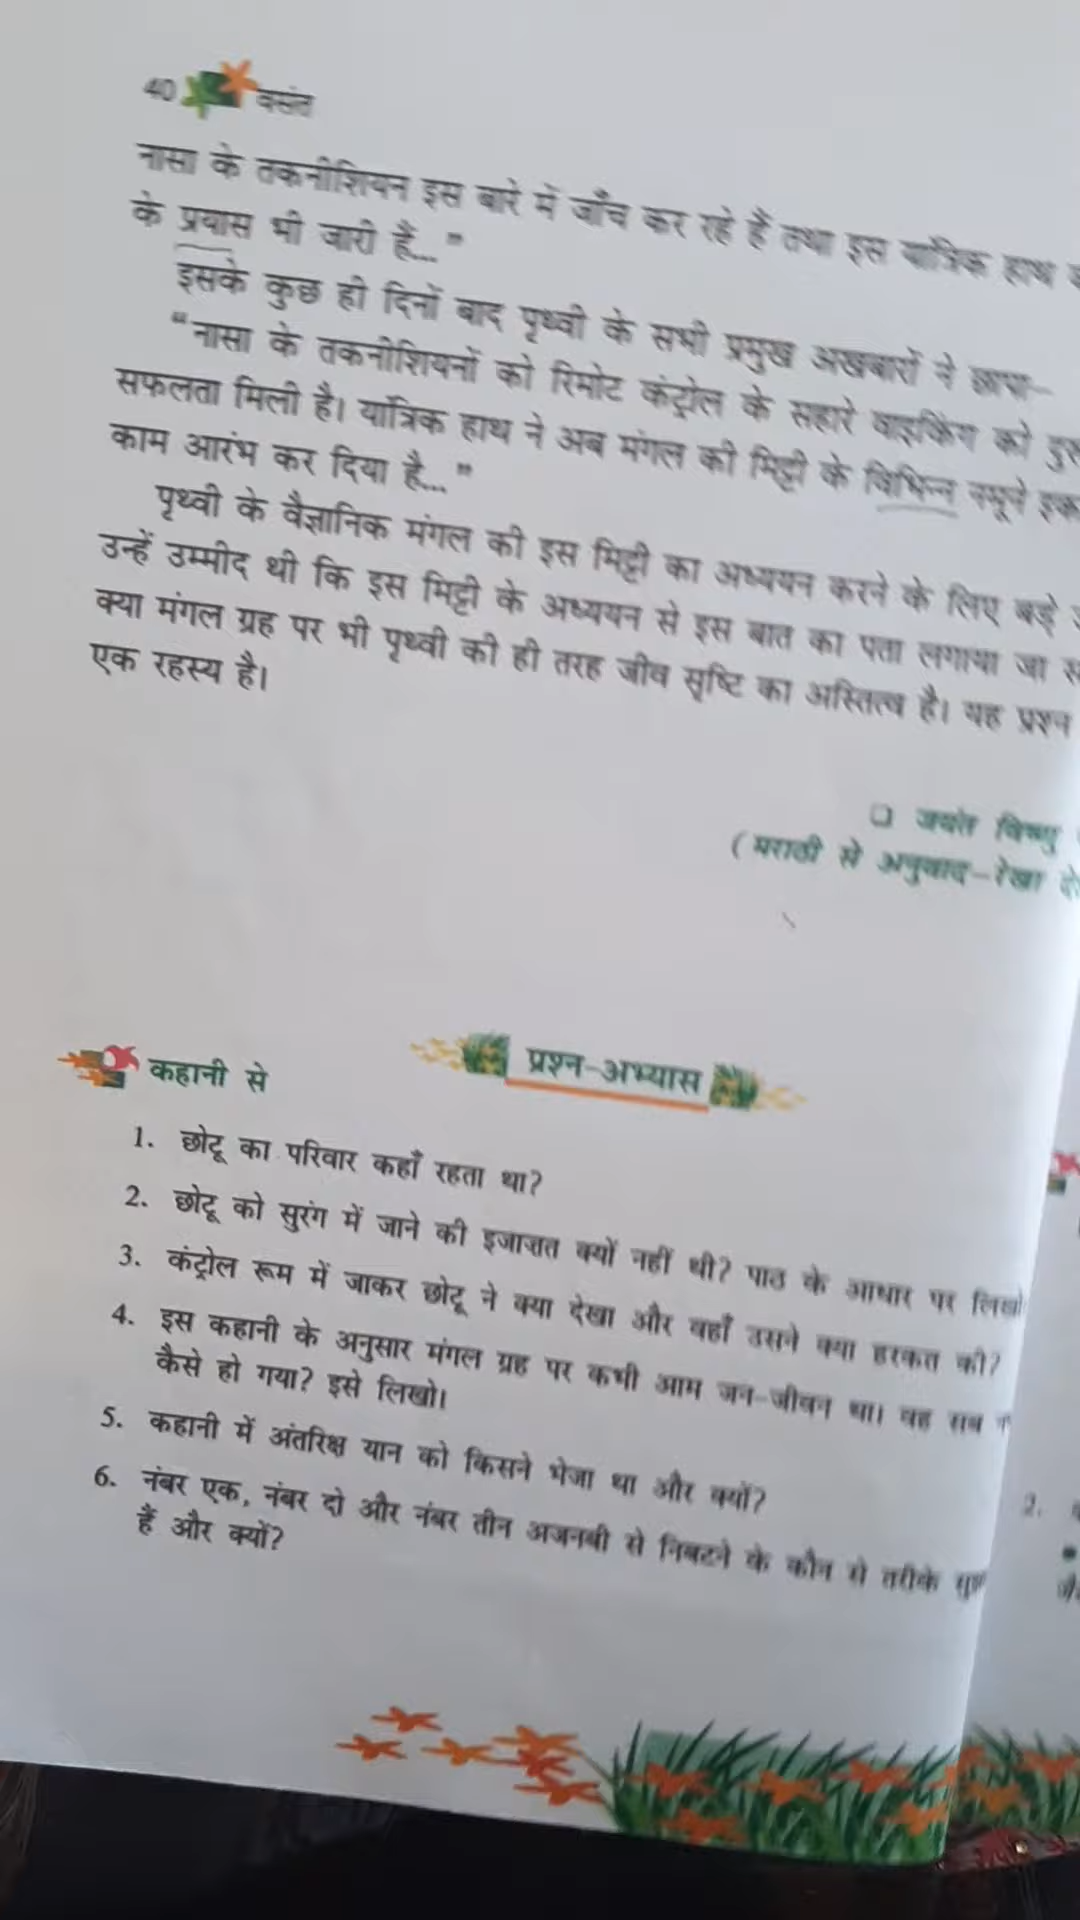 40 वसंत
नासा के तकनीशियन इस बारे में जाँच कर रहे हैं तथा इस यांत्रिक हाथ
के प्रयास भी जारी हैं..."
इसके कुछ ही दिनों बाद पृथ्वी के सभी प्रमुख अखबारों ने छापा–
"नासा के तकनीशियनों को रिमोट कंट्रोल के सहारे वाइकिंग को
सफलता मिली है। यांत्रिक हाथ ने अब मंगल की मिट्टी के विभिन्न नमूने
काम आरंभ कर दिया है..."
पृथ्वी के वैज्ञानिक मंगल की इस मिट्टी का अध्ययन करने के लिए बड़े
उन्हें उम्मीद थी कि इस मिट्टी के अध्ययन से इस बात का पता लगाया जा
क्या मंगल ग्रह पर भी पृथ्वी की ही तरह जीव सृष्टि का अस्तित्व है। यह प्रश्न
एक रहस्य है।
❑ जयंत विष्णु
(मराठी से अनुवाद–रेखा
प्रश्न-अभ्यास
कहानी से
1. छोटू का परिवार कहाँ रहता था?
2. छोटू को सुरंग में जाने की इजाज़त क्यों नहीं थी? पाठ के आधार पर लिखो
3. कंट्रोल रूम में जाकर छोटू ने क्या देखा और वहाँ उसने क्या हरकत की?
4. इस कहानी के अनुसार मंगल ग्रह पर कभी आम जन-जीवन था। वह सब
कैसे हो गया? इसे लिखो।
5. कहानी में अंतरिक्ष यान को किसने भेजा था और क्यों?
6. नंबर एक, नंबर दो और नंबर तीन अजनबी से निबटने के कौन से तरीके
हैं और क्यों?
2.